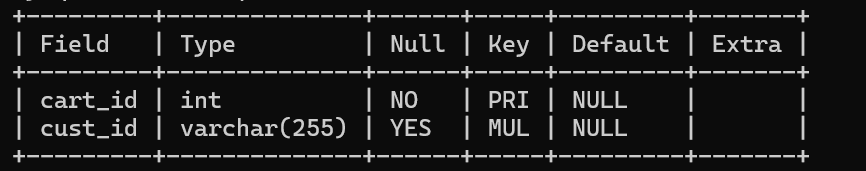 +---------+--------------+------+-----+---------+-------+
| Field   | Type         | Null | Key | Default | Extra |
+---------+--------------+------+-----+---------+-------+
| cart_id | int          | NO   | PRI | NULL    |       |
| cust_id | varchar(255) | YES  | MUL | NULL    |       |
+---------+--------------+------+-----+---------+-------+